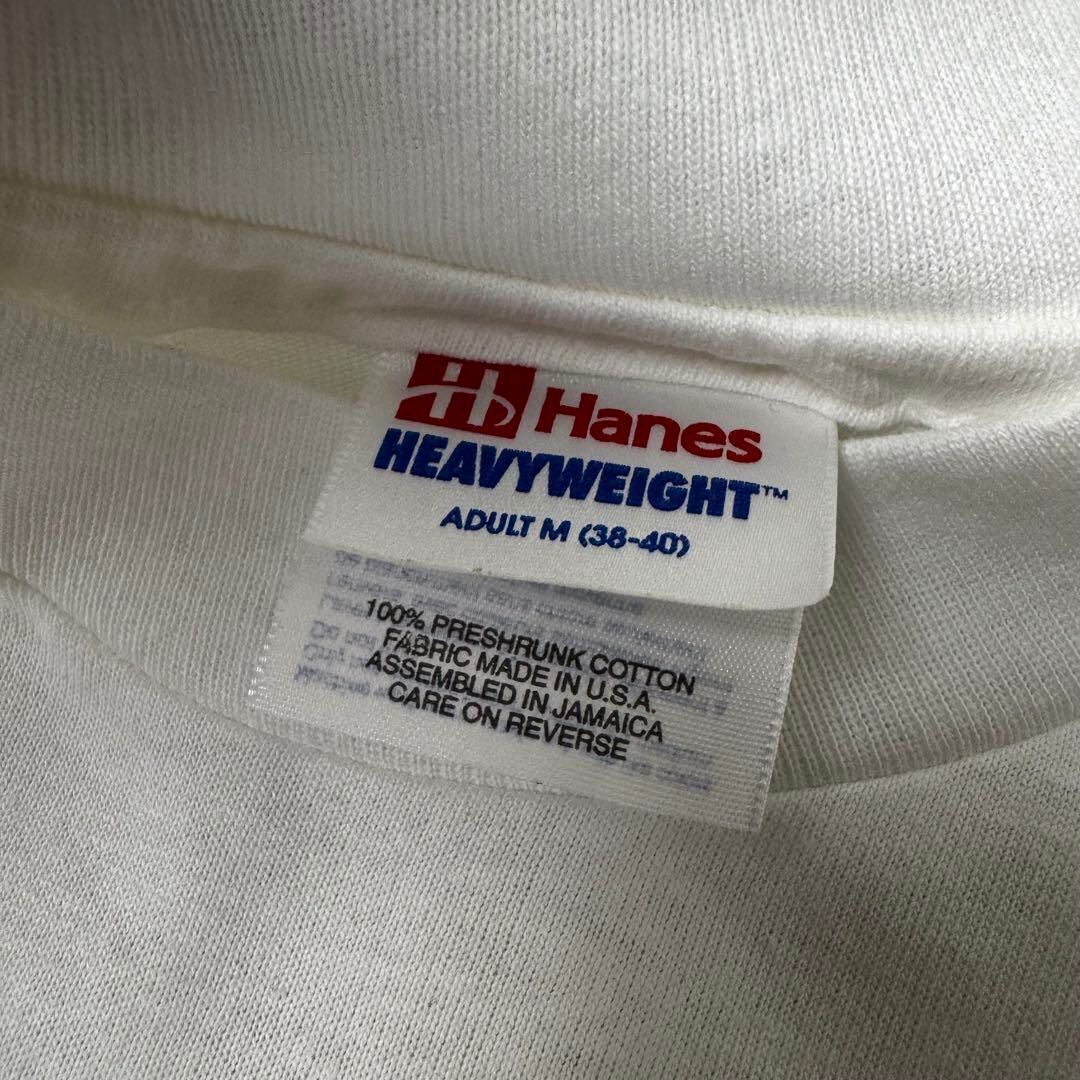 Hanes
HEAVYWEIGHT™
ADULT M (38-40)
100% PRESHRUNK COTTON
FABRIC MADE IN U.S.A.
ASSEMBLED IN JAMAICA
CARE ON REVERSE